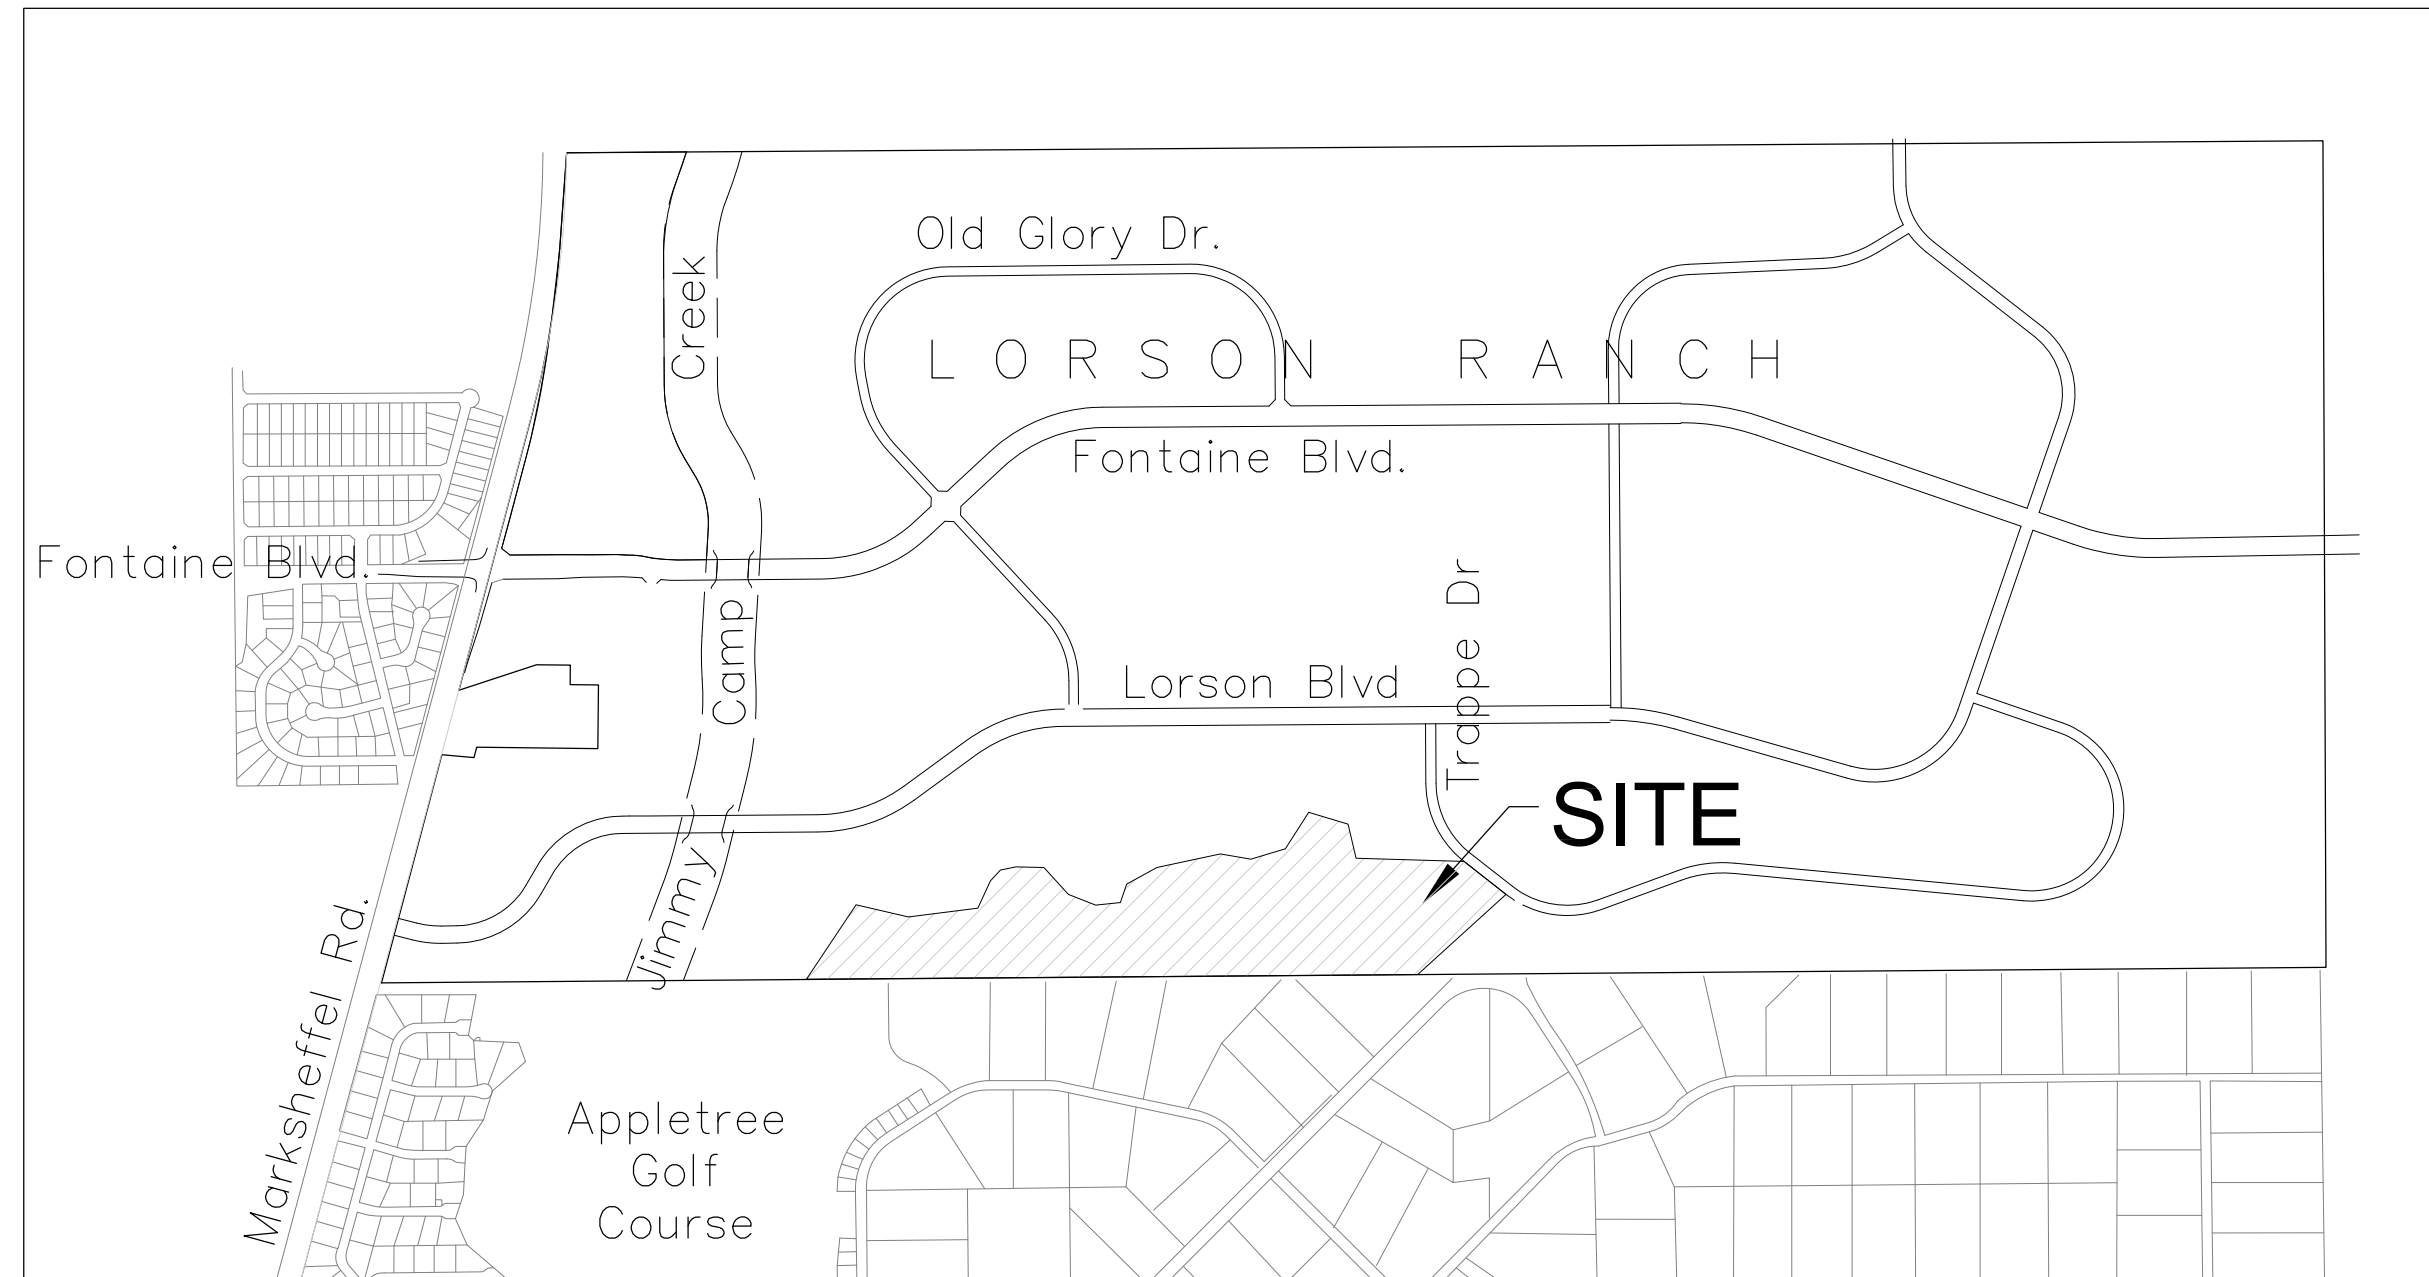 Old Glory Dr.
Creek
LORSON RANCH
Fontaine Blvd.
Fontaine Blvd.
Trappe Dr
Camp
Lorson Blvd
SITE
Jimmy
Marksheffel Rd.
Appletree
Golf
Course